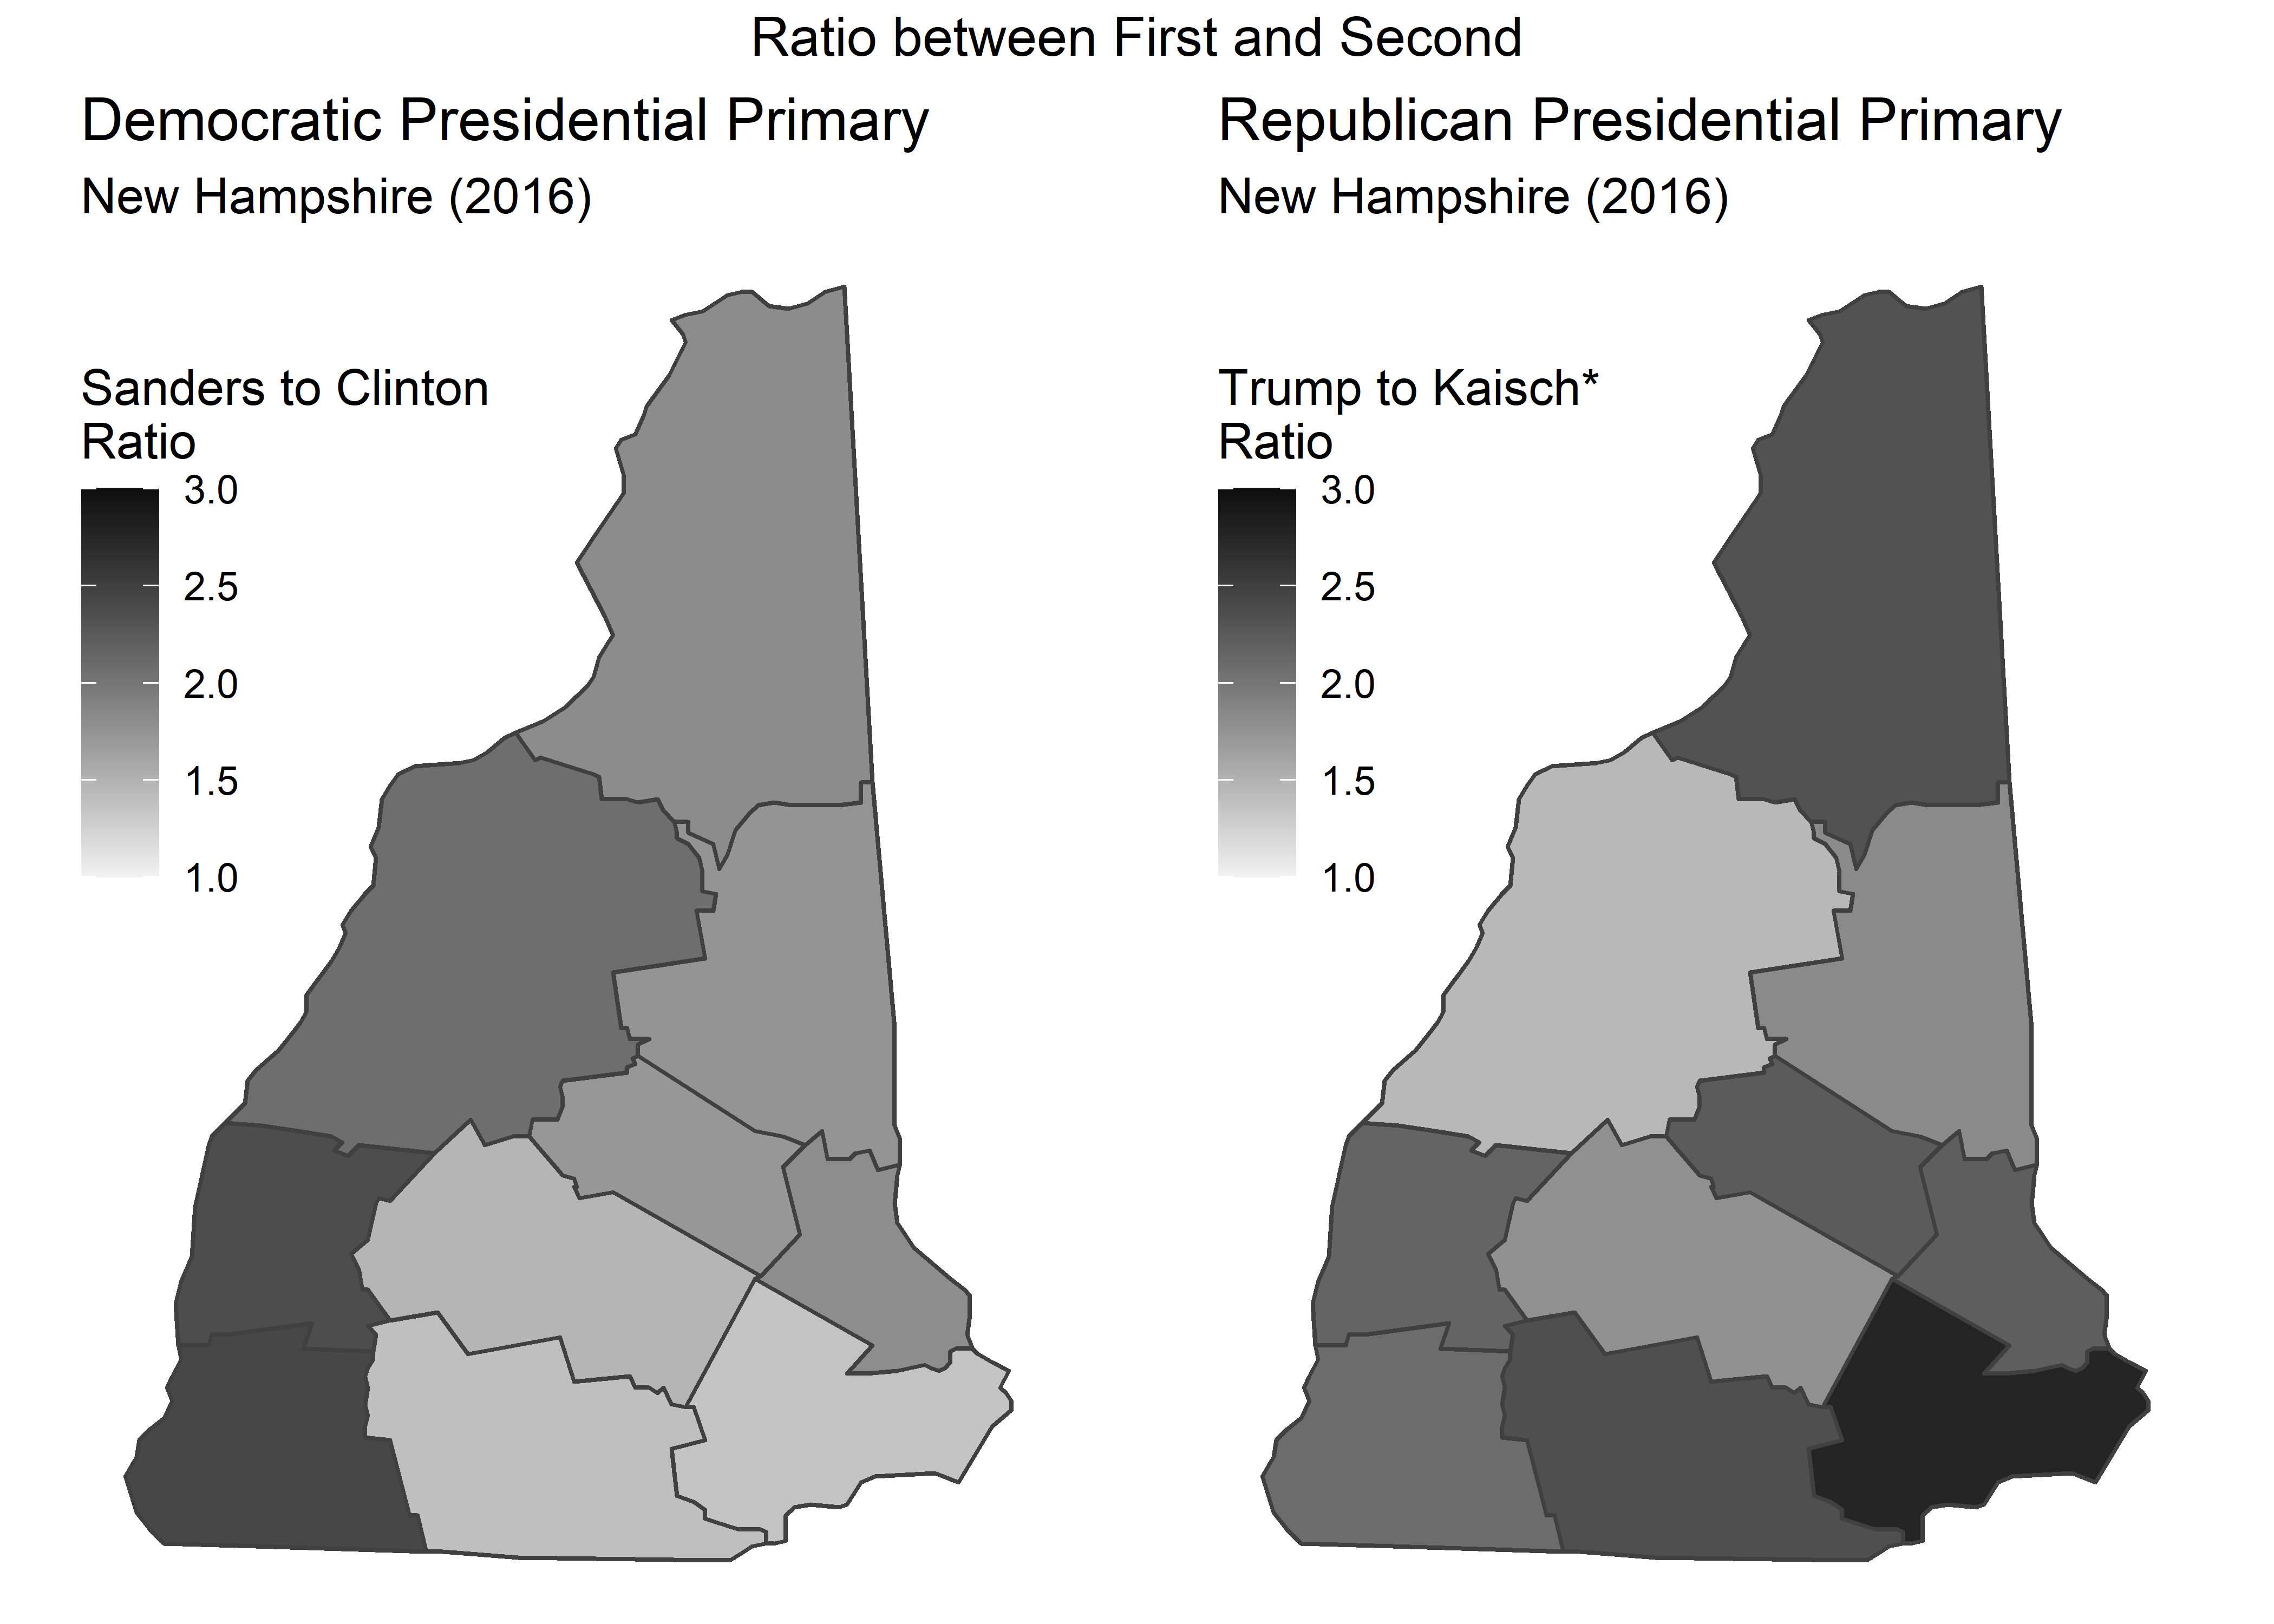 Ratio between First and Second
Democratic Presidential Primary
New Hampshire (2016)
Sanders to Clinton
Ratio
3.0
2.5
2.0
1.5
1.0
Republican Presidential Primary
New Hampshire (2016)
Trump to Kaisch*
Ratio
3.0
2.5
2.0
1.5
1.0